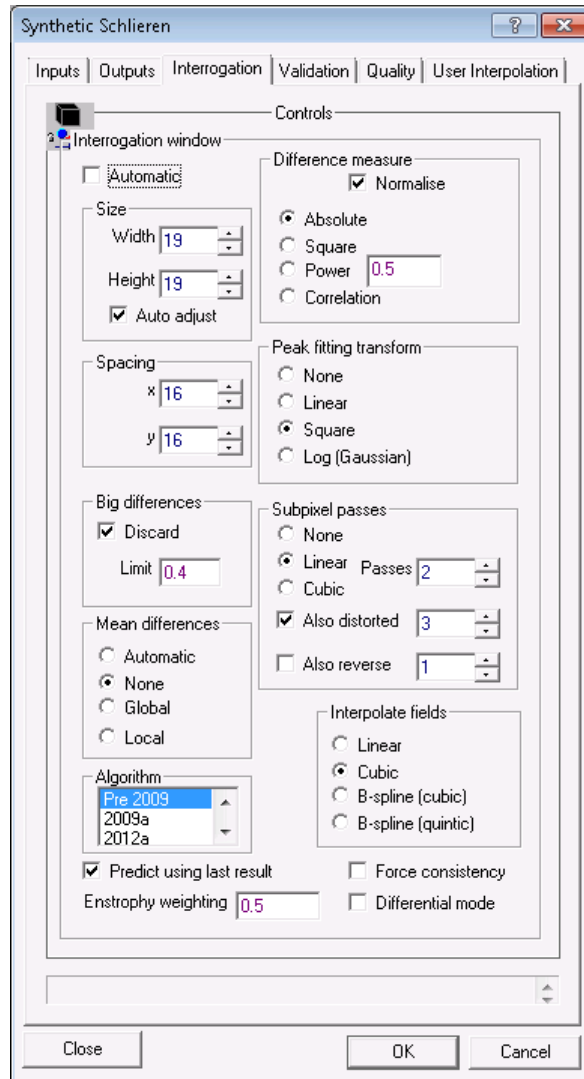 Synthetic Schlieren
Inputs Outputs Interrogation Validation Quality User Interpolation
Controls
Interrogation window
Automatic
Size
Width 19
Height 19
Auto adjust
Difference measure
Normalise
Absolute
Square
Power 0.5
Correlation
Spacing
x 16
y 16
Peak fitting transform
None
Linear
Square
Log (Gaussian)
Big differences
Discard
Limit 0.4
Subpixel passes
None
Linear Passes 2
Cubic
Also distorted 3
Also reverse 1
Mean differences
Automatic
None
Global
Local
Interpolate fields
Linear
Cubic
B-spline (cubic)
B-spline (quintic)
Algorithm
Pre 2009
2009a
2012a
Predict using last result
Force consistency
Enstrophy weighting 0.5
Differential mode
Close OK Cancel